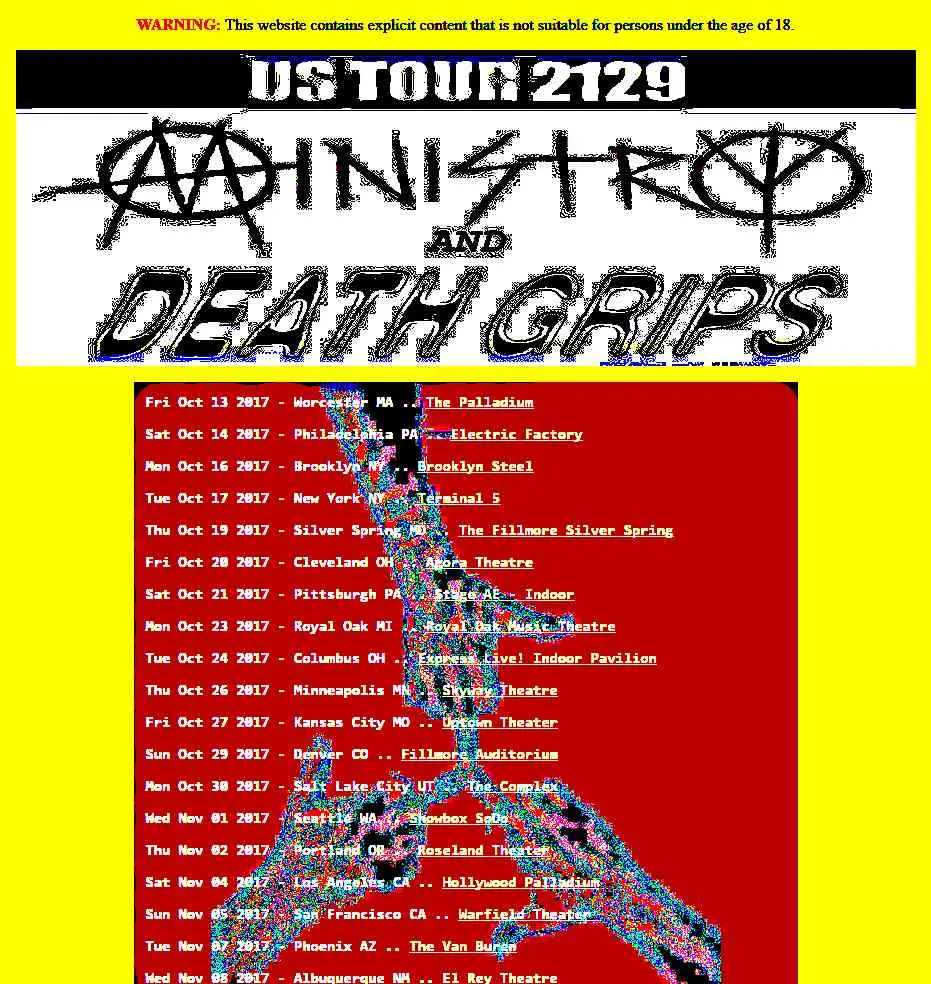 WARNING: This website contains explicit content that is not suitable for persons under the age of 18.
US TOUR 2129
MINISTRY
AND
DEATH GRIPS
Fri Oct 13 2017 - Worcester MA .. The Palladium
Sat Oct 14 2017 - Philadelphia PA .. Electric Factory
Mon Oct 16 2017 - Brooklyn NY .. Brooklyn Steel
Tue Oct 17 2017 - New York NY .. Terminal 5
Thu Oct 19 2017 - Silver Spring MD .. The Fillmore Silver Spring
Fri Oct 20 2017 - Cleveland OH .. Agora Theatre
Sat Oct 21 2017 - Pittsburgh PA .. Stage AE - Indoor
Mon Oct 23 2017 - Royal Oak MI .. Royal Oak Music Theatre
Tue Oct 24 2017 - Columbus OH .. Express Live! Indoor Pavilion
Thu Oct 26 2017 - Minneapolis MN .. Skyway Theatre
Fri Oct 27 2017 - Kansas City MO .. Uptown Theater
Sun Oct 29 2017 - Denver CO .. Fillmore Auditorium
Mon Oct 30 2017 - Salt Lake City UT .. The Complex
Wed Nov 01 2017 - Seattle WA .. Showbox SoDo
Thu Nov 02 2017 - Portland OR .. Roseland Theater
Sat Nov 04 2017 - Los Angeles CA .. Hollywood Palladium
Sun Nov 05 2017 - San Francisco CA .. Warfield Theater
Tue Nov 07 2017 - Phoenix AZ .. The Van Buren
Wed Nov 08 2017 - Albuquerque NM .. El Rey Theatre